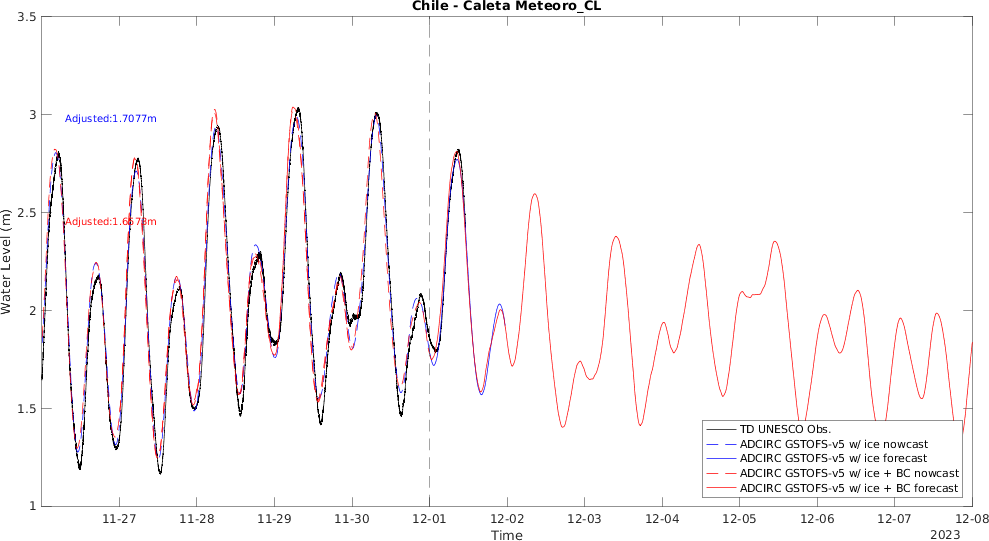 Chile - Caleta Meteoro_CL
3.5
3
2.5
2
1.5
1
Water Level (m)
Adjusted:1.7077m
Adjusted:1.6578m
11-27
11-28
11-29
11-30
12-01
12-02
12-03
12-04
12-05
12-06
12-07
12-08
Time
2023
TD UNESCO Obs.
ADCIRC GSTOFS-v5 w/ ice nowcast
ADCIRC GSTOFS-v5 w/ ice forecast
ADCIRC GSTOFS-v5 w/ ice + BC nowcast
ADCIRC GSTOFS-v5 w/ ice + BC forecast